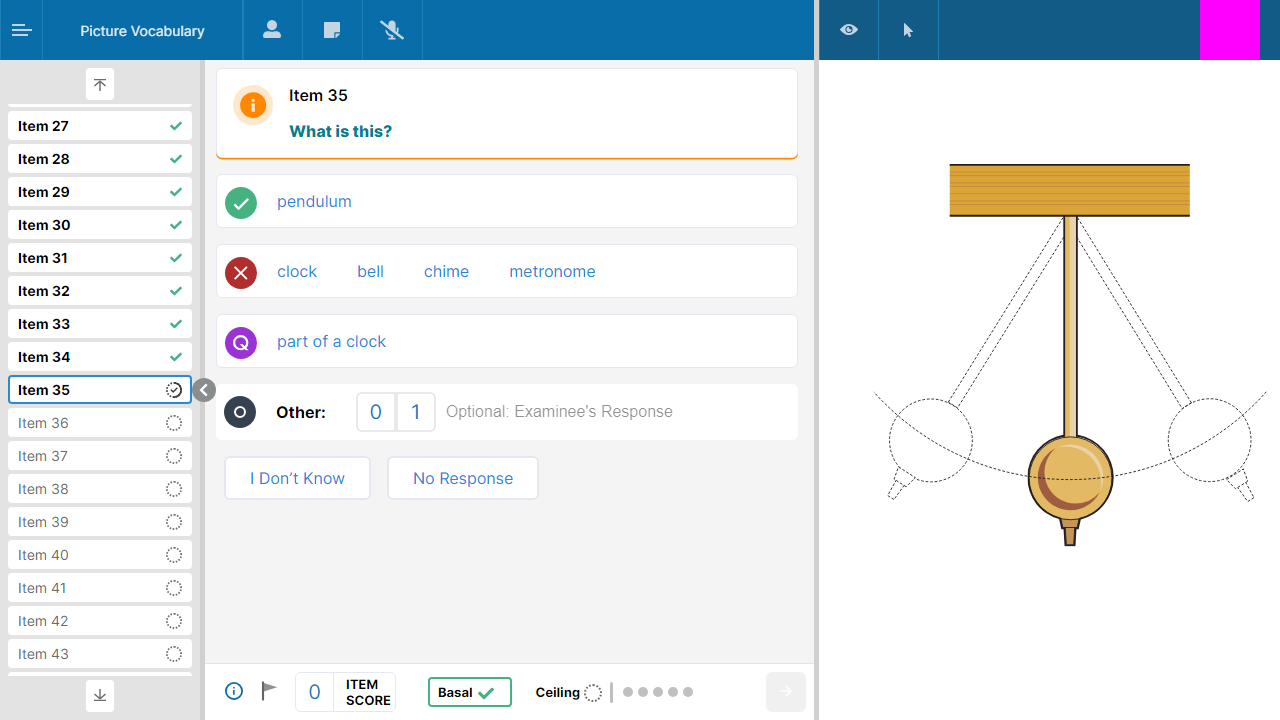 Picture Vocabulary
Item 27
Item 28
Item 29
Item 30
Item 31
Item 32
Item 33
Item 34
Item 35
Item 36
Item 37
Item 38
Item 39
Item 40
Item 41
Item 42
Item 43
Item 35
What is this?
pendulum
clock bell chime metronome
Q part of a clock
Other: 0 1 Optional: Examinee's Response
I Don't Know No Response
0 ITEM SCORE
Basal Ceiling